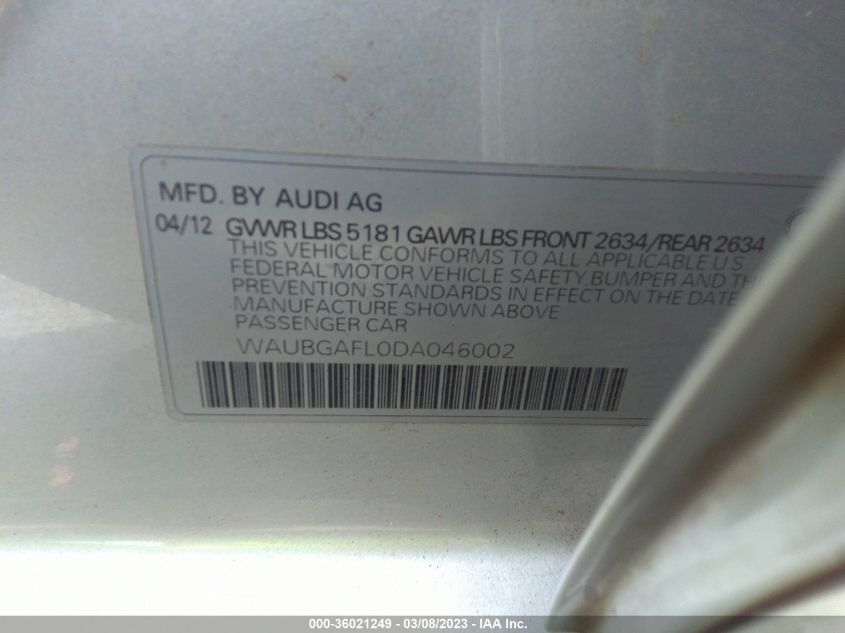 MFD. BY AUDI AG
04/12 GVWR LBS 5181 GAWR LBS FRONT 2634/REAR 2634
THIS VEHICLE CONFORMS TO ALL APPLICABLE U S
FEDERAL MOTOR VEHICLE SAFETY, BUMPER AND
PREVENTION STANDARDS IN EFFECT ON THE DATE
MANUFACTURE SHOWN ABOVE
PASSENGER CAR
WAUBGAFL0DA046002
000-36021249 - 03/08/2023 - IAA Inc.